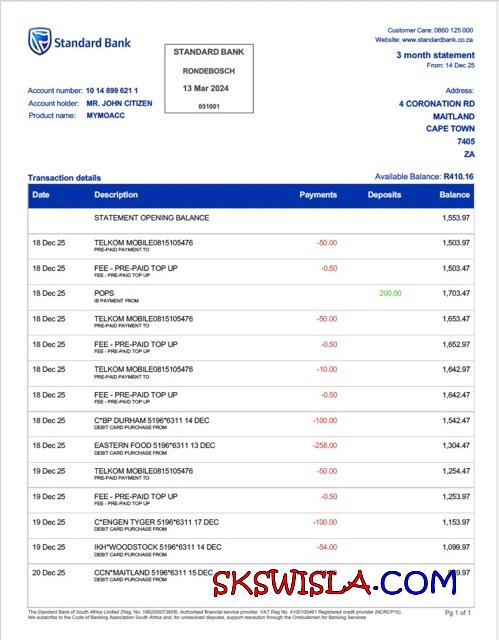 Standard Bank
Customer Care: 0860 125 000
Website: www.standardbank.co.za
3 month statement
From: 14 Dec 25
STANDARD BANK
RONDEBOSCH
13 Mar 2024
051001
Account number: 10 14 899 621 1
Account holder: MR. JOHN CITIZEN
Product name: MYMOACC
Address:
4 CORONATION RD
MAITLAND
CAPE TOWN
7405
ZA
Transaction details
Available Balance: R410.16
Date Description Payments Deposits Balance
STATEMENT OPENING BALANCE 1,553.97
18 Dec 25 TELKOM MOBILE0815105476 -50.00 1,503.97
PRE-PAID PAYMENT TO
18 Dec 25 FEE - PRE-PAID TOP UP -0.50 1,503.47
FEE - PRE-PAID TOP UP
18 Dec 25 POPS 200.00 1,703.47
IB PAYMENT FROM
18 Dec 25 TELKOM MOBILE0815105476 -50.00 1,653.47
PRE-PAID PAYMENT TO
18 Dec 25 FEE - PRE-PAID TOP UP -0.50 1,652.97
FEE - PRE-PAID TOP UP
18 Dec 25 TELKOM MOBILE0815105476 -10.00 1,642.97
PRE-PAID PAYMENT TO
18 Dec 25 FEE - PRE-PAID TOP UP -0.50 1,642.47
FEE - PRE-PAID TOP UP
18 Dec 25 C*BP DURHAM 5196*6311 14 DEC -100.00 1,542.47
DEBIT CARD PURCHASE FROM
18 Dec 25 EASTERN FOOD 5196*6311 13 DEC -258.00 1,304.47
DEBIT CARD PURCHASE FROM
19 Dec 25 TELKOM MOBILE0815105476 -50.00 1,254.47
PRE-PAID PAYMENT TO
19 Dec 25 FEE - PRE-PAID TOP UP -0.50 1,253.97
FEE - PRE-PAID TOP UP
19 Dec 25 C*ENGEN TYGER 5196*6311 17 DEC -100.00 1,153.97
DEBIT CARD PURCHASE FROM
19 Dec 25 IKH*WOODSTOCK 5196*6311 14 DEC -54.00 1,099.97
DEBIT CARD PURCHASE FROM
20 Dec 25 CCN*MAITLAND 5196*6311 15 DEC
DEBIT CARD PURCHASE FROM
SKSWISLA.COM
The Standard Bank of South Africa Limited (Reg. No. 1962/000738/06. Authorised financial service provider. VAT Reg No. 4100105461 Registered credit provider (NCRCP15).
We subscribe to the Code of Banking Association South Africa and, for unresolved disputes, support resolution through the Ombudsman for Banking Services
Pg 1 of 1